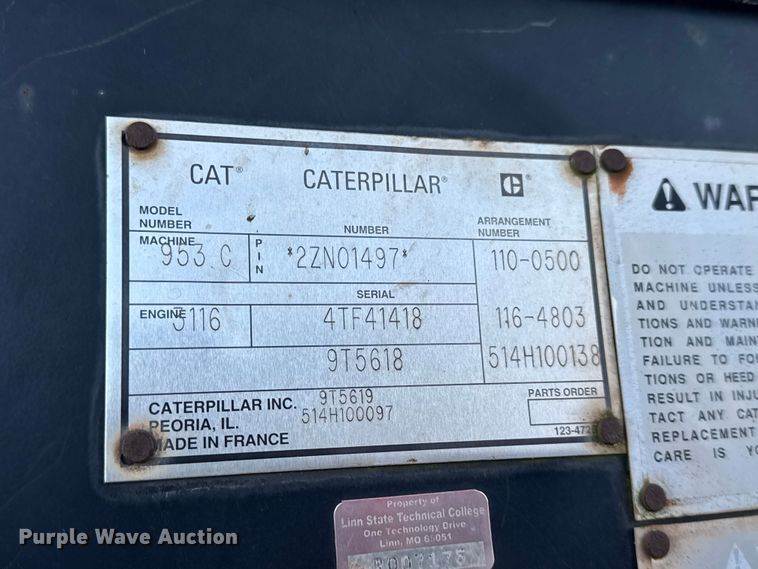 CAT® CATERPILLAR® C
MODEL NUMBER
NUMBER
ARRANGEMENT NUMBER
MACHINE 953 C PIN *2ZN01497* 110-0500
SERIAL
ENGINE 3116 4TF41418 116-4803
9T5618 514H100138
CATERPILLAR INC. 9T5619 PARTS ORDER
PEORIA, IL. 514H100097
MADE IN FRANCE 123-472
WAR
DO NOT OPERATE
MACHINE UNLESS
AND UNDERSTAN
TIONS AND WARN
TION AND MAIN
FAILURE TO FO
TIONS OR HEED
RESULT IN INJU
TACT ANY CAT
REPLACEMENT
CARE IS Y
Property of
Linn State Technical College
One Technology Drive
Linn, MO 65051
Purple Wave Auction